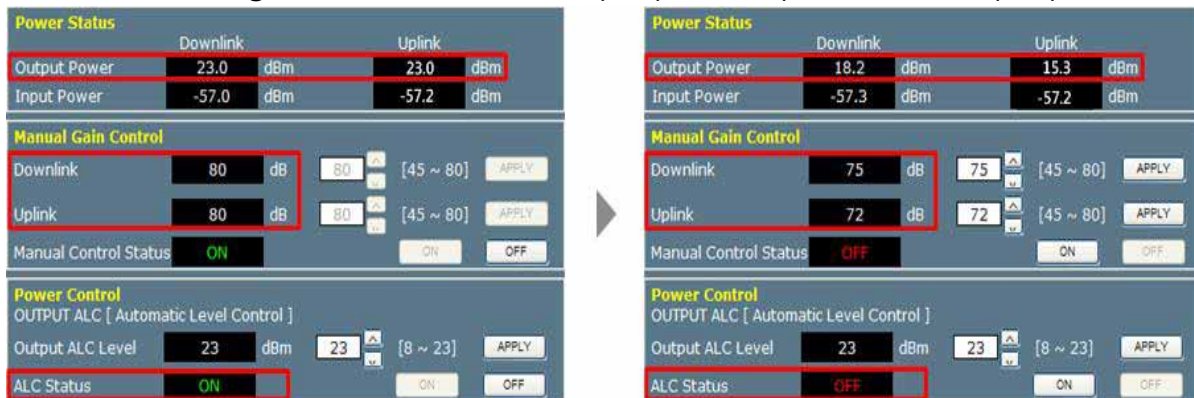 Power Status
Downlink Uplink
Output Power 23.0 dBm 23.0 dBm
Input Power -57.0 dBm -57.2 dBm
Manual Gain Control
Downlink 80 dB 80 [45 ~ 80] APPLY
Uplink 80 dB 80 [45 ~ 80] APPLY
Manual Control Status ON ON OFF
Power Control
OUTPUT ALC [ Automatic Level Control ]
Output ALC Level 23 dBm 23 [8 ~ 23] APPLY
ALC Status ON ON OFF
Power Status
Downlink Uplink
Output Power 18.2 dBm 15.3 dBm
Input Power -57.3 dBm -57.2 dBm
Manual Gain Control
Downlink 75 dB 75 [45 ~ 80] APPLY
Uplink 72 dB 72 [45 ~ 80] APPLY
Manual Control Status OFF ON OFF
Power Control
OUTPUT ALC [ Automatic Level Control ]
Output ALC Level 23 dBm 23 [8 ~ 23] APPLY
ALC Status OFF ON OFF